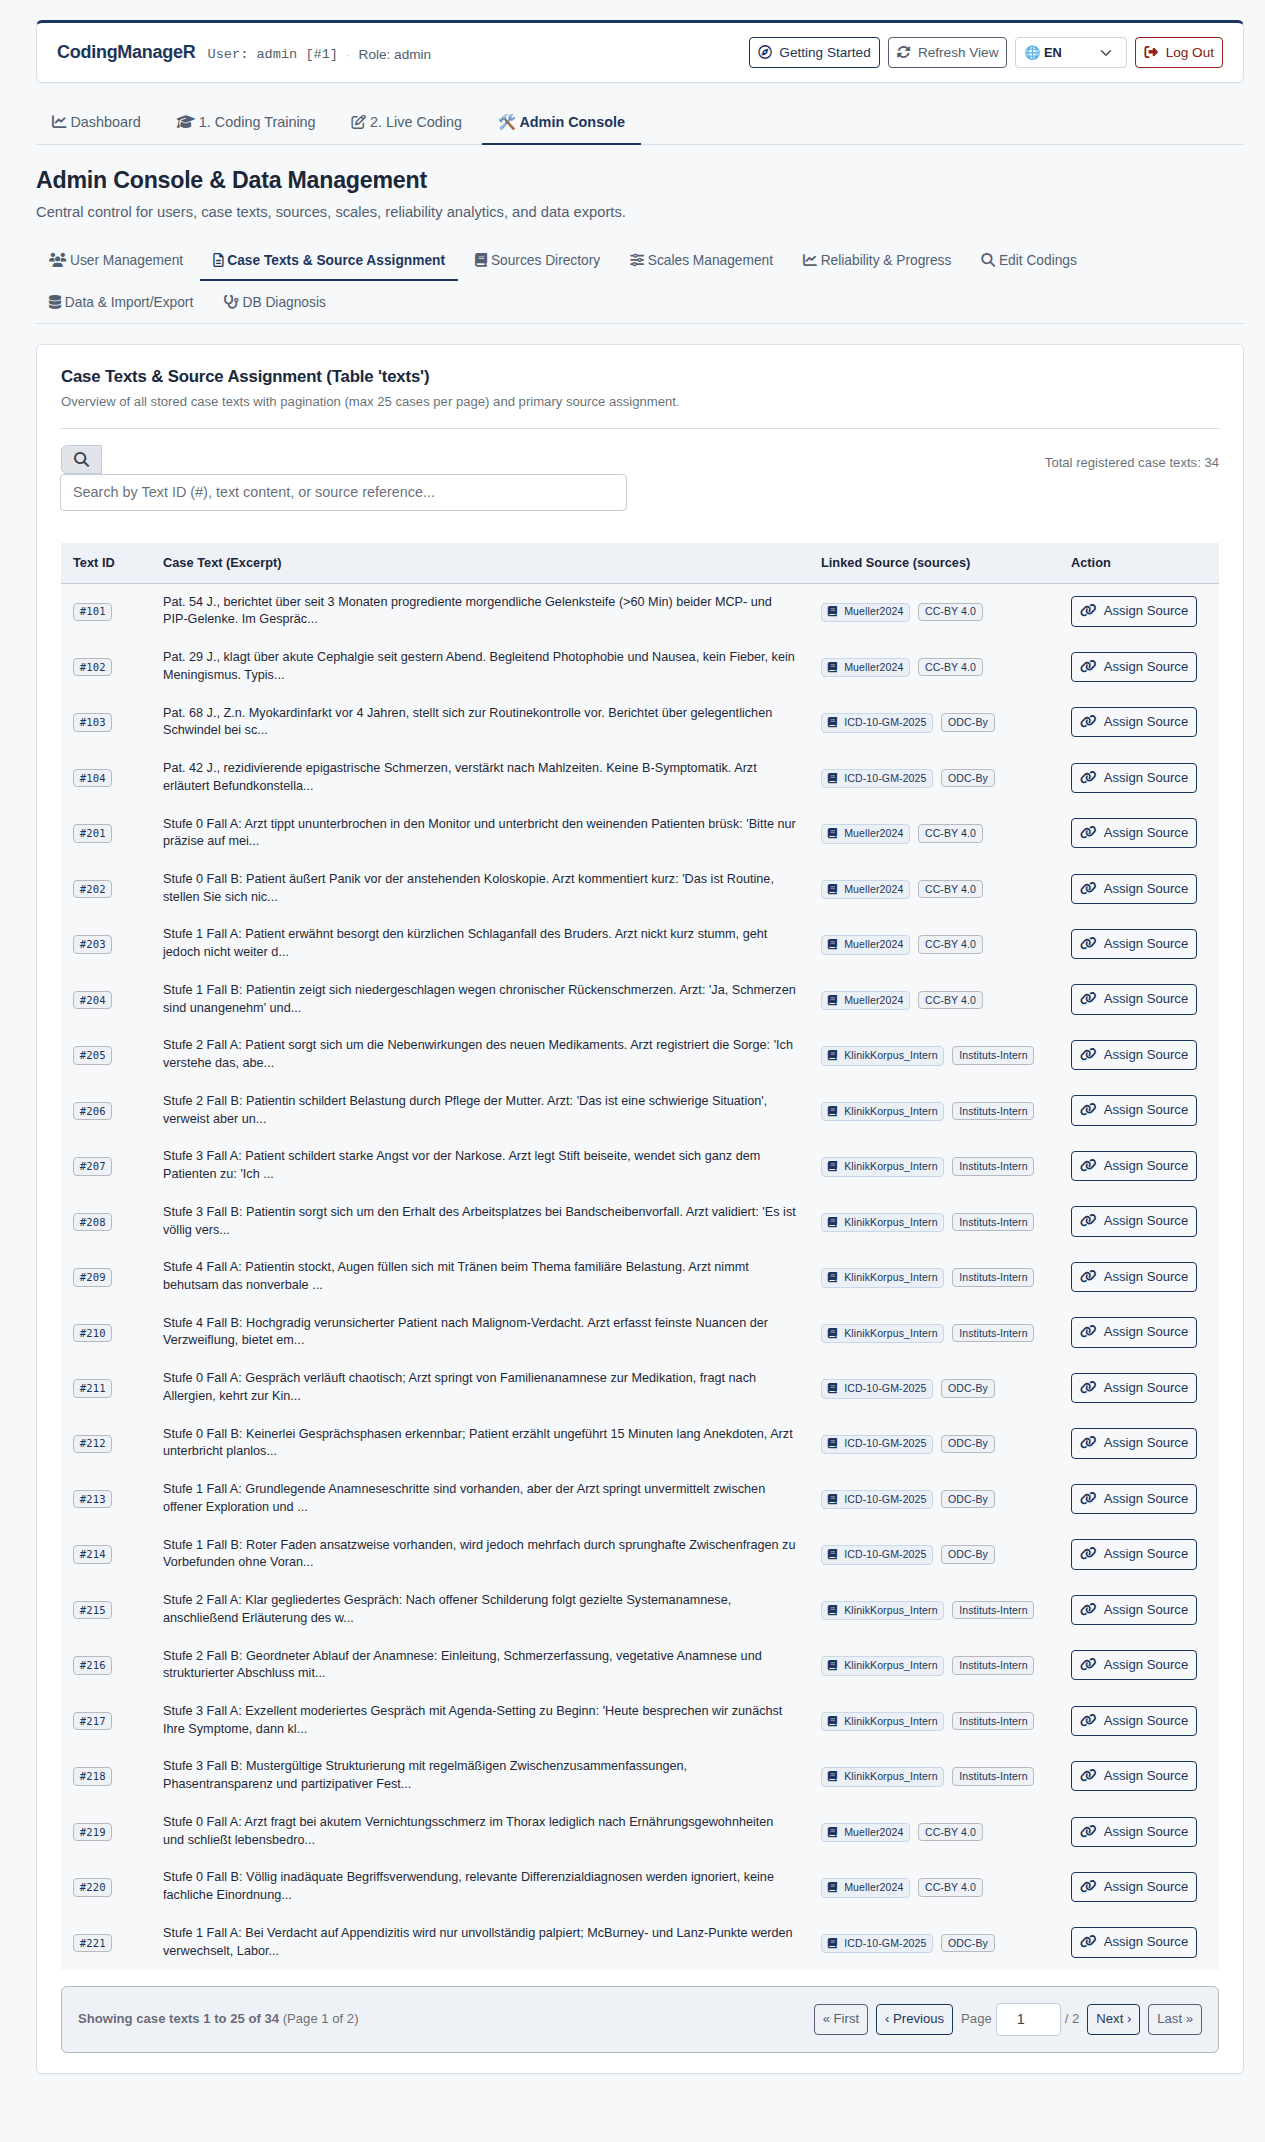 CodingManageR User: admin [#1] · Role: admin Getting Started Refresh View 🌐 EN Log Out
Dashboard 1. Coding Training 2. Live Coding 🛠️ Admin Console
Admin Console & Data Management
Central control for users, case texts, sources, scales, reliability analytics, and data exports.
User Management Case Texts & Source Assignment Sources Directory Scales Management Reliability & Progress Edit Codings
Data & Import/Export DB Diagnosis
Case Texts & Source Assignment (Table 'texts')
Overview of all stored case texts with pagination (max 25 cases per page) and primary source assignment.
Total registered case texts: 34
Search by Text ID (#), text content, or source reference...
Text ID Case Text (Excerpt) Linked Source (sources) Action
#101 Pat. 54 J., berichtet über seit 3 Monaten progrediente morgendliche Gelenksteife (>60 Min) beider MCP- und
PIP-Gelenke. Im Gespräc... Mueller2024 CC-BY 4.0 Assign Source
#102 Pat. 29 J., klagt über akute Cephalgie seit gestern Abend. Begleitend Photophobie und Nausea, kein Fieber, kein
Meningismus. Typis... Mueller2024 CC-BY 4.0 Assign Source
#103 Pat. 68 J., Z.n. Myokardinfarkt vor 4 Jahren, stellt sich zur Routinekontrolle vor. Berichtet über gelegentlichen
Schwindel bei sc... ICD-10-GM-2025 ODC-By Assign Source
#104 Pat. 42 J., rezidivierende epigastrische Schmerzen, verstärkt nach Mahlzeiten. Keine B-Symptomatik. Arzt
erläutert Befundkonstella... ICD-10-GM-2025 ODC-By Assign Source
#201 Stufe 0 Fall A: Arzt tippt ununterbrochen in den Monitor und unterbricht den weinenden Patienten brüsk: 'Bitte nur
präzise auf mei... Mueller2024 CC-BY 4.0 Assign Source
#202 Stufe 0 Fall B: Patient äußert Panik vor der anstehenden Koloskopie. Arzt kommentiert kurz: 'Das ist Routine,
stellen Sie sich nic... Mueller2024 CC-BY 4.0 Assign Source
#203 Stufe 1 Fall A: Patient erwähnt besorgt den kürzlichen Schlaganfall des Bruders. Arzt nickt kurz stumm, geht
jedoch nicht weiter d... Mueller2024 CC-BY 4.0 Assign Source
#204 Stufe 1 Fall B: Patientin zeigt sich niedergeschlagen wegen chronischer Rückenschmerzen. Arzt: 'Ja, Schmerzen
sind unangenehm' und... Mueller2024 CC-BY 4.0 Assign Source
#205 Stufe 2 Fall A: Patient sorgt sich um die Nebenwirkungen des neuen Medikaments. Arzt registriert die Sorge: 'Ich
verstehe das, abe... KlinikKorpus_Intern Instituts-Intern Assign Source
#206 Stufe 2 Fall B: Patientin schildert Belastung durch Pflege der Mutter. Arzt: 'Das ist eine schwierige Situation',
verweist aber un... KlinikKorpus_Intern Instituts-Intern Assign Source
#207 Stufe 3 Fall A: Patient schildert starke Angst vor der Narkose. Arzt legt Stift beiseite, wendet sich ganz dem
Patienten zu: 'Ich ... KlinikKorpus_Intern Instituts-Intern Assign Source
#208 Stufe 3 Fall B: Patientin sorgt sich um den Erhalt des Arbeitsplatzes bei Bandscheibenvorfall. Arzt validiert: 'Es ist
völlig vers... KlinikKorpus_Intern Instituts-Intern Assign Source
#209 Stufe 4 Fall A: Patientin stockt, Augen füllen sich mit Tränen beim Thema familiäre Belastung. Arzt nimmt
behutsam das nonverbale ... KlinikKorpus_Intern Instituts-Intern Assign Source
#210 Stufe 4 Fall B: Hochgradig verunsicherter Patient nach Malignom-Verdacht. Arzt erfasst feinste Nuancen der
Verzweiflung, bietet em... KlinikKorpus_Intern Instituts-Intern Assign Source
#211 Stufe 0 Fall A: Gespräch verläuft chaotisch; Arzt springt von Familienanamnese zur Medikation, fragt nach
Allergien, kehrt zur Kin... ICD-10-GM-2025 ODC-By Assign Source
#212 Stufe 0 Fall B: Keinerlei Gesprächsphasen erkennbar; Patient erzählt ungeführt 15 Minuten lang Anekdoten, Arzt
unterbricht planlos... ICD-10-GM-2025 ODC-By Assign Source
#213 Stufe 1 Fall A: Grundlegende Anamneseschritte sind vorhanden, aber der Arzt springt unvermittelt zwischen
offener Exploration und ... ICD-10-GM-2025 ODC-By Assign Source
#214 Stufe 1 Fall B: Roter Faden ansatzweise vorhanden, wird jedoch mehrfach durch sprunghafte Zwischenfragen zu
Vorbefunden ohne Voran... ICD-10-GM-2025 ODC-By Assign Source
#215 Stufe 2 Fall A: Klar gegliedertes Gespräch: Nach offener Schilderung folgt gezielte Systemanamnese,
anschließend Erläuterung des w... KlinikKorpus_Intern Instituts-Intern Assign Source
#216 Stufe 2 Fall B: Geordneter Ablauf der Anamnese: Einleitung, Schmerzerfassung, vegetative Anamnese und
strukturierter Abschluss mit... KlinikKorpus_Intern Instituts-Intern Assign Source
#217 Stufe 3 Fall A: Exzellent moderiertes Gespräch mit Agenda-Setting zu Beginn: 'Heute besprechen wir zunächst
Ihre Symptome, dann kl... KlinikKorpus_Intern Instituts-Intern Assign Source
#218 Stufe 3 Fall B: Mustergültige Strukturierung mit regelmäßigen Zwischenzusammenfassungen,
Phasentransparenz und partizipativer Fest... KlinikKorpus_Intern Instituts-Intern Assign Source
#219 Stufe 0 Fall A: Arzt fragt bei akutem Vernichtungsschmerz im Thorax lediglich nach Ernährungsgewohnheiten
und schließt lebensbedro... Mueller2024 CC-BY 4.0 Assign Source
#220 Stufe 0 Fall B: Völlig inadäquate Begriffsverwendung, relevante Differenzialdiagnosen werden ignoriert, keine
fachliche Einordnung... Mueller2024 CC-BY 4.0 Assign Source
#221 Stufe 1 Fall A: Bei Verdacht auf Appendizitis wird nur unvollständig palpiert; McBurney- und Lanz-Punkte werden
verwechselt, Labor... ICD-10-GM-2025 ODC-By Assign Source
Showing case texts 1 to 25 of 34 (Page 1 of 2) « First ‹ Previous Page 1 / 2 Next › Last »